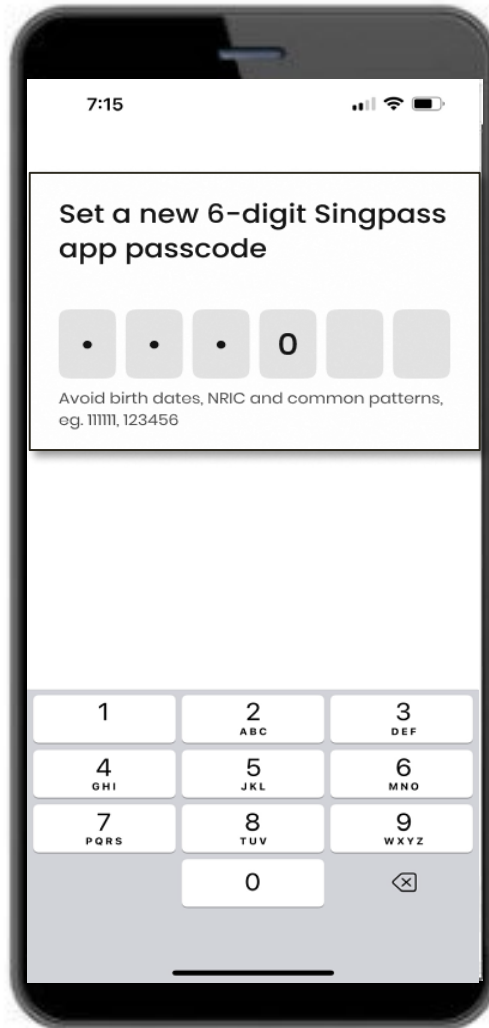 7:15
Set a new 6-digit Singpass
app passcode
• • • 0
Avoid birth dates, NRIC and common patterns,
eg. 111111, 123456
1 2 3
ABC DEF
4 5 6
GHI JKL MNO
7 8 9
PQRS TUV WXYZ
0